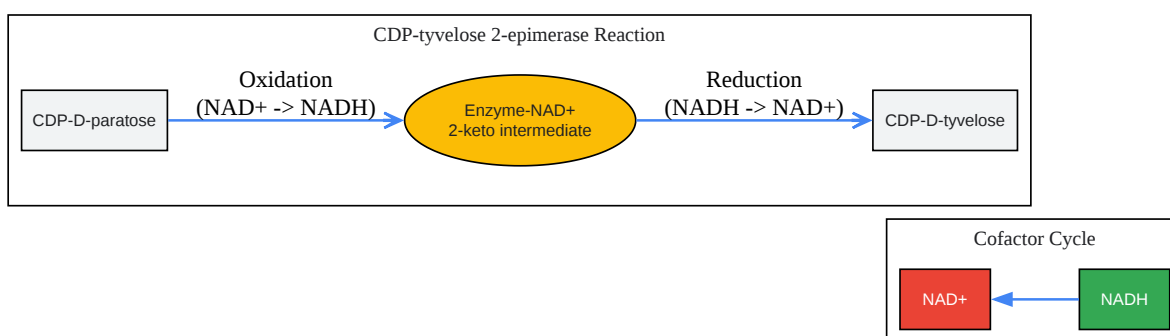 CDP-tyvelose 2-epimerase Reaction
Oxidation
(NAD+ -> NADH)
Reduction
(NADH -> NAD+)
CDP-D-paratose
Enzyme-NAD+
2-keto intermediate
CDP-D-tyvelose
Cofactor Cycle
NAD+
NADH